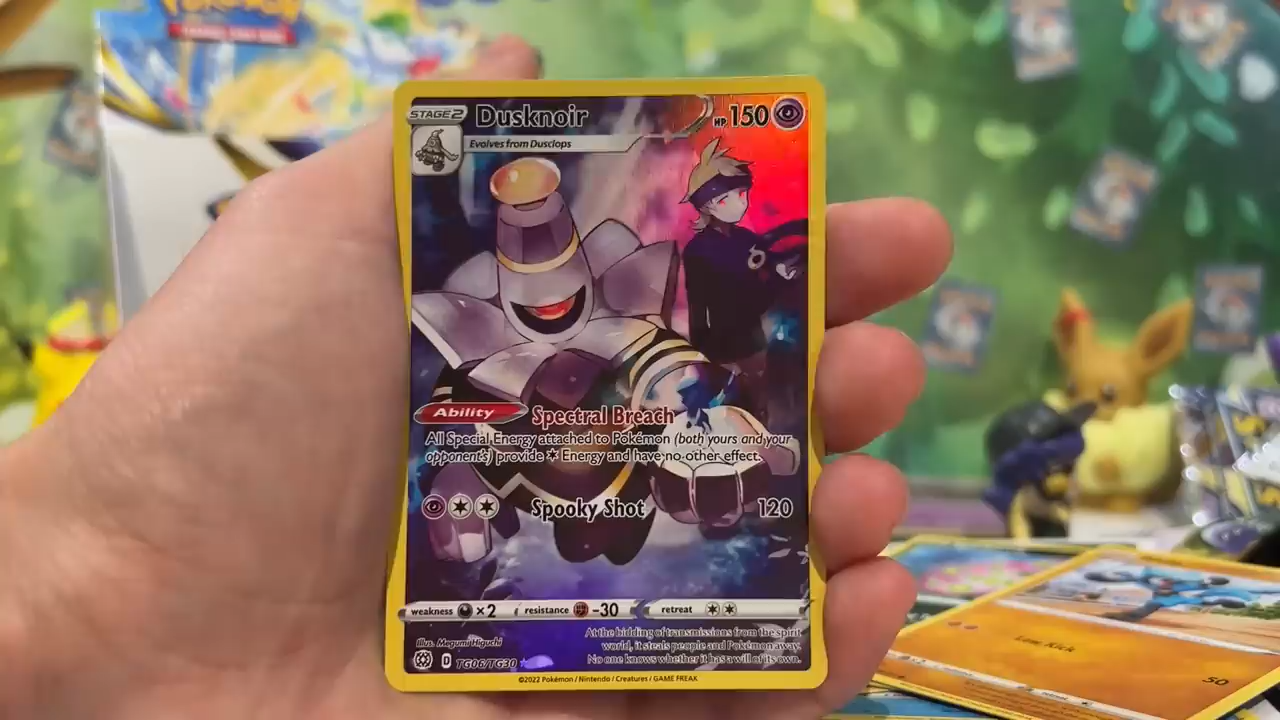 Pokémon
STAGE 2
Dusknoir
HP 150
Evolves from Dusclops
Ability
Spectral Breach
All Special Energy attached to Pokémon (both yours and your
opponent's) provide Energy and have no other effect.
Spooky Shot
120
weakness ×2
resistance -30
retreat
Illus. Megumi Higuchi
D
TG06/TG30
At the bidding of transmissions from the spirit
world, it steals people and Pokémon away.
No one knows whether it has a will of its own.
©2022 Pokémon / Nintendo / Creatures / GAME FREAK
Low Kick
50